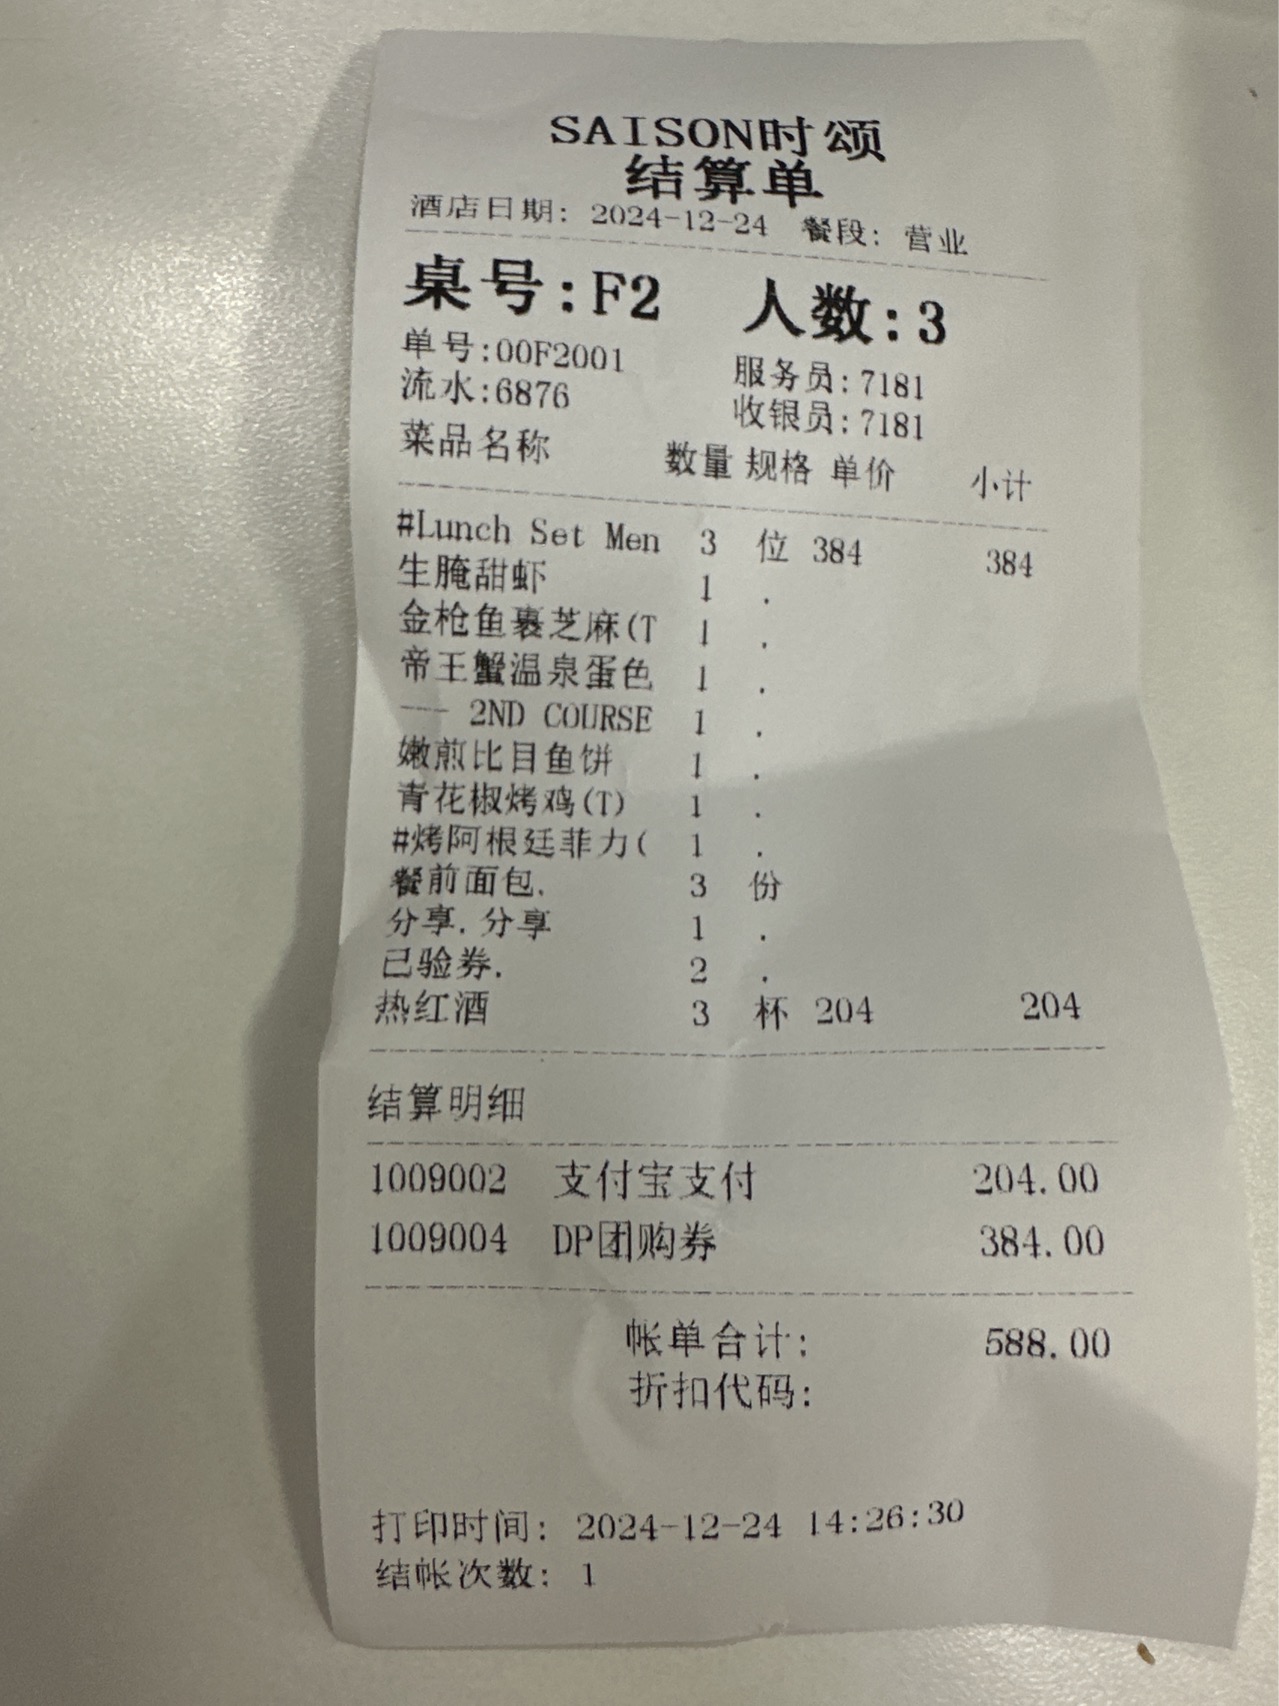 SAISON时颂
结算单
酒店日期: 2024-12-24 餐段: 营业
桌号:F2 人数:3
单号:00F2001 服务员:7181
流水:6876 收银员:7181
菜品名称 数量 规格 单价 小计
#Lunch Set Men 3 位 384 384
生腌甜虾 1 .
金枪鱼裹芝麻(T 1 .
帝王蟹温泉蛋色 1 .
—— 2ND COURSE 1 .
嫩煎比目鱼饼 1 .
青花椒烤鸡(T) 1 .
#烤阿根廷菲力( 1 .
餐前面包. 3 份
分享.分享 1 .
已验券. 2 .
热红酒 3 杯 204 204
结算明细
1009002 支付宝支付 204.00
1009004 DP团购券 384.00
帐单合计: 588.00
折扣代码:
打印时间: 2024-12-24 14:26:30
结帐次数: 1